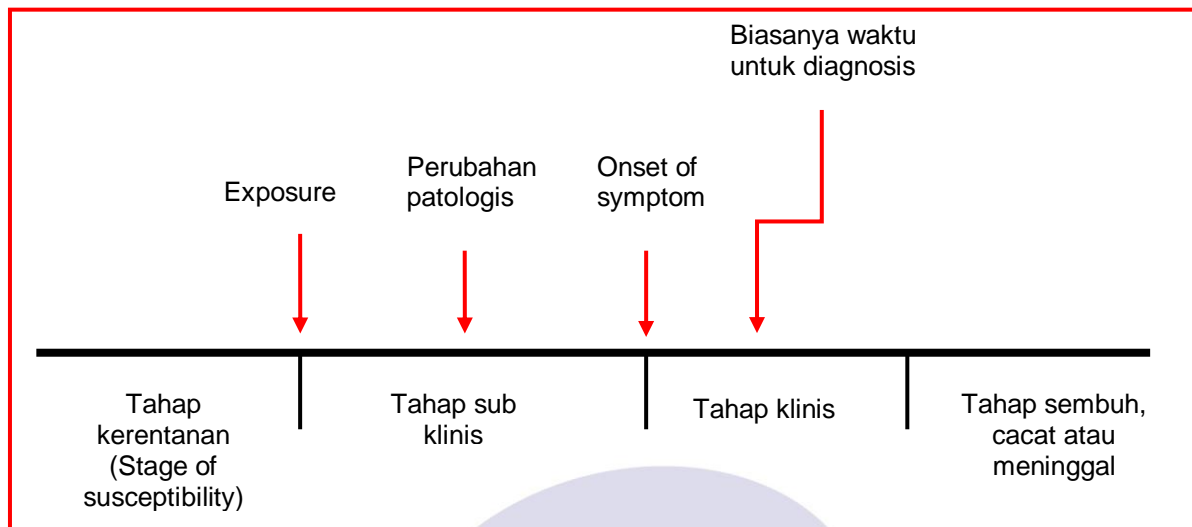 Biasanya waktu
untuk diagnosis
Exposure
Perubahan
patologis
Onset of
symptom
Tahap
kerentanan
(Stage of
susceptibility)
Tahap sub
klinis
Tahap klinis
Tahap sembuh,
cacat atau
meninggal